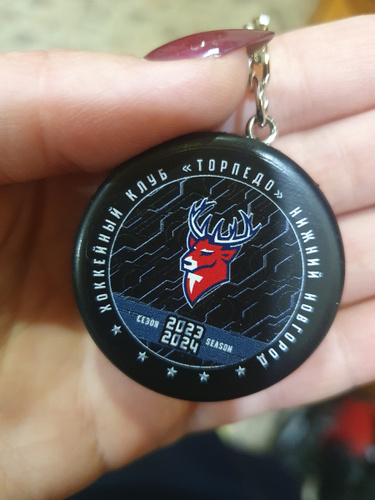 ХОККЕЙНЫЙ КЛУБ «ТОРПЕДО» НИЖНИЙ НОВГОРОД
СЕЗОН 2023 2024 SEASON